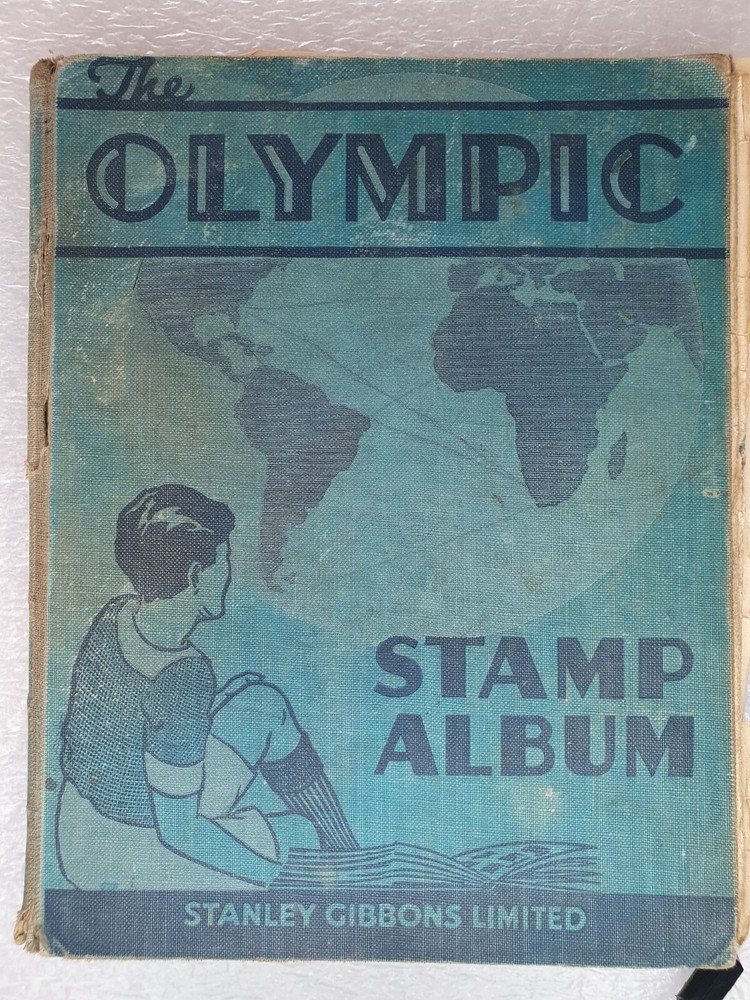 The
OLYMPIC
STAMP
ALBUM
STANLEY GIBBONS LIMITED